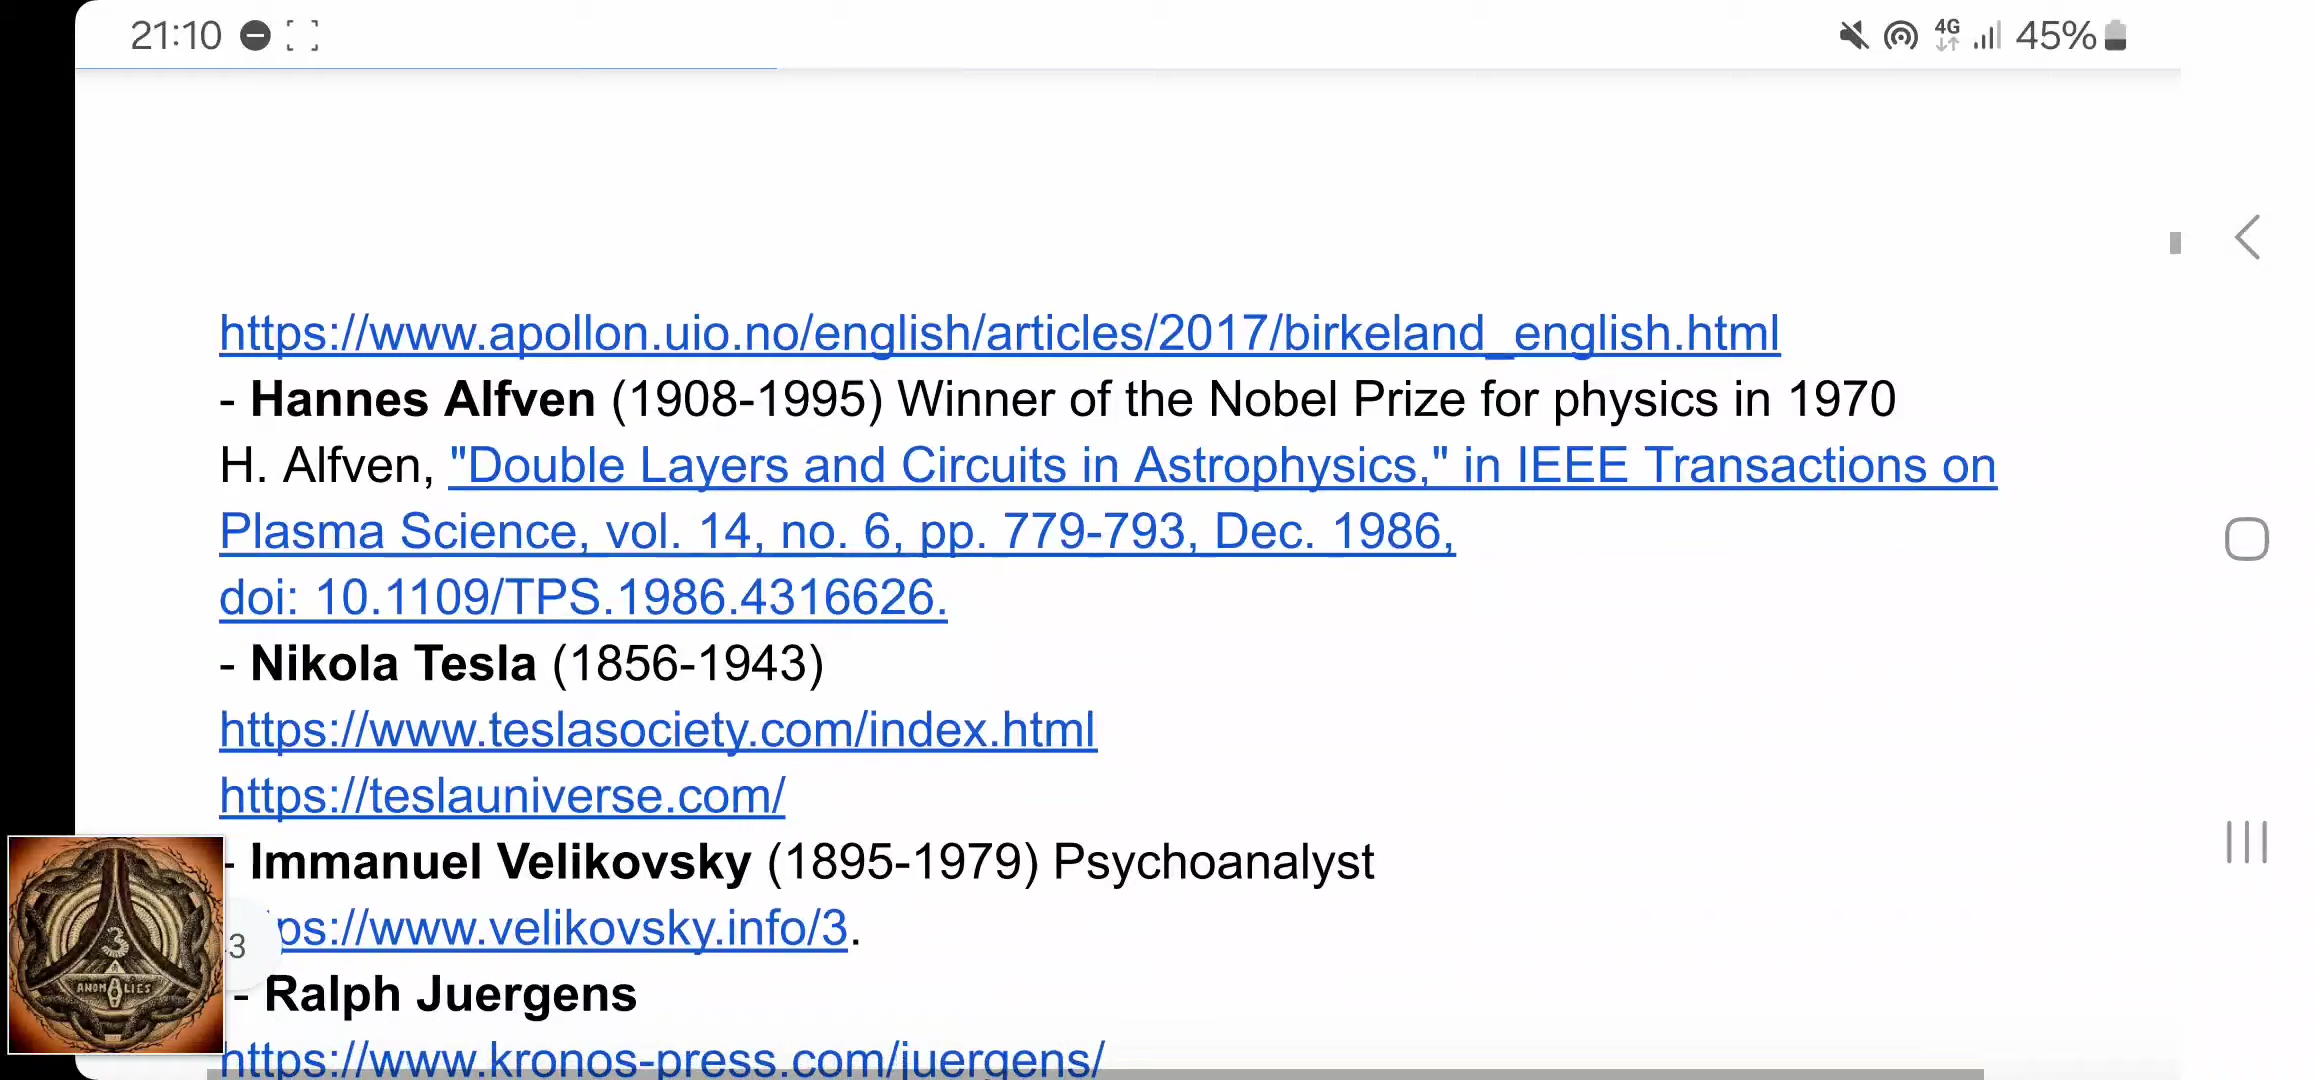 21:10
4G
45%
https://www.apollon.uio.no/english/articles/2017/birkeland_english.html
- Hannes Alfven (1908-1995) Winner of the Nobel Prize for physics in 1970
H. Alfven, "Double Layers and Circuits in Astrophysics," in IEEE Transactions on
Plasma Science, vol. 14, no. 6, pp. 779-793, Dec. 1986,
doi: 10.1109/TPS.1986.4316626.
- Nikola Tesla (1856-1943)
https://www.teslasociety.com/index.html
https://teslauniverse.com/
- Immanuel Velikovsky (1895-1979) Psychoanalyst
ps://www.velikovsky.info/3.
3
3
ANOMALIES
- Ralph Juergens
https://www.kronos-press.com/juergens/